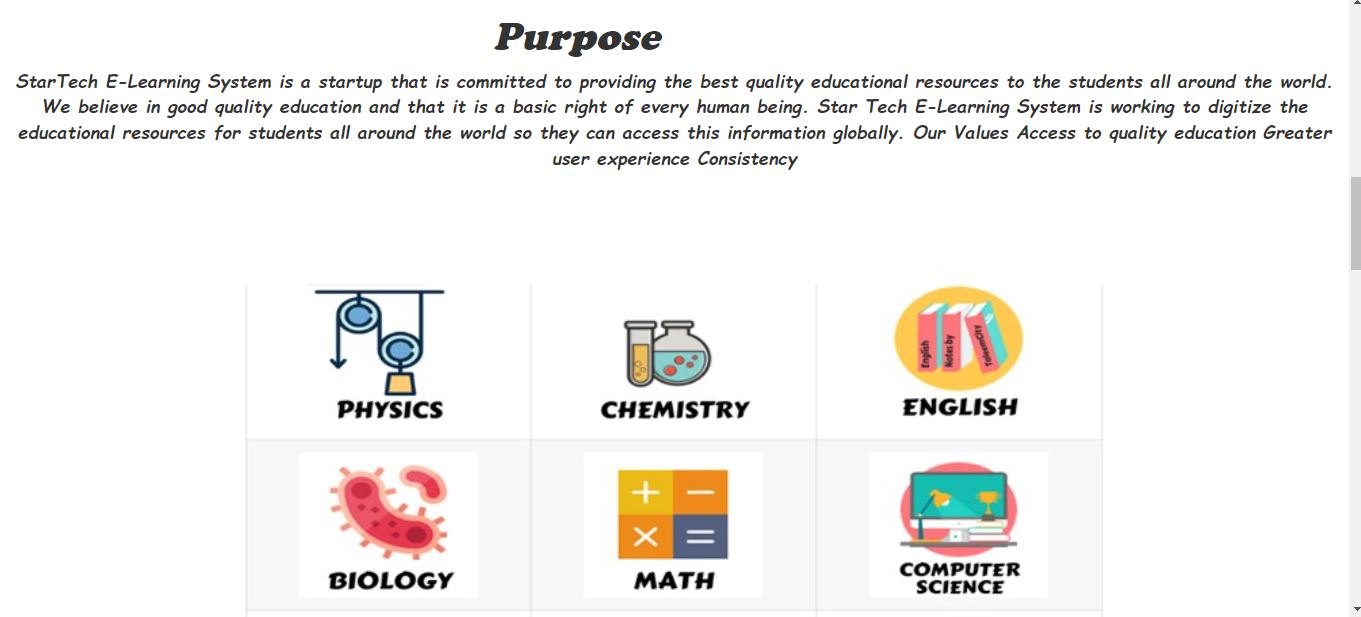 Purpose
StarTech E-Learning System is a startup that is committed to providing the best quality educational resources to the students all around the world.
We believe in good quality education and that it is a basic right of every human being. Star Tech E-Learning System is working to digitize the
educational resources for students all around the world so they can access this information globally. Our Values Access to quality education Greater
user experience Consistency
English
Notes by
TaleemCity
PHYSICS
CHEMISTRY
ENGLISH
BIOLOGY
MATH
COMPUTER
SCIENCE